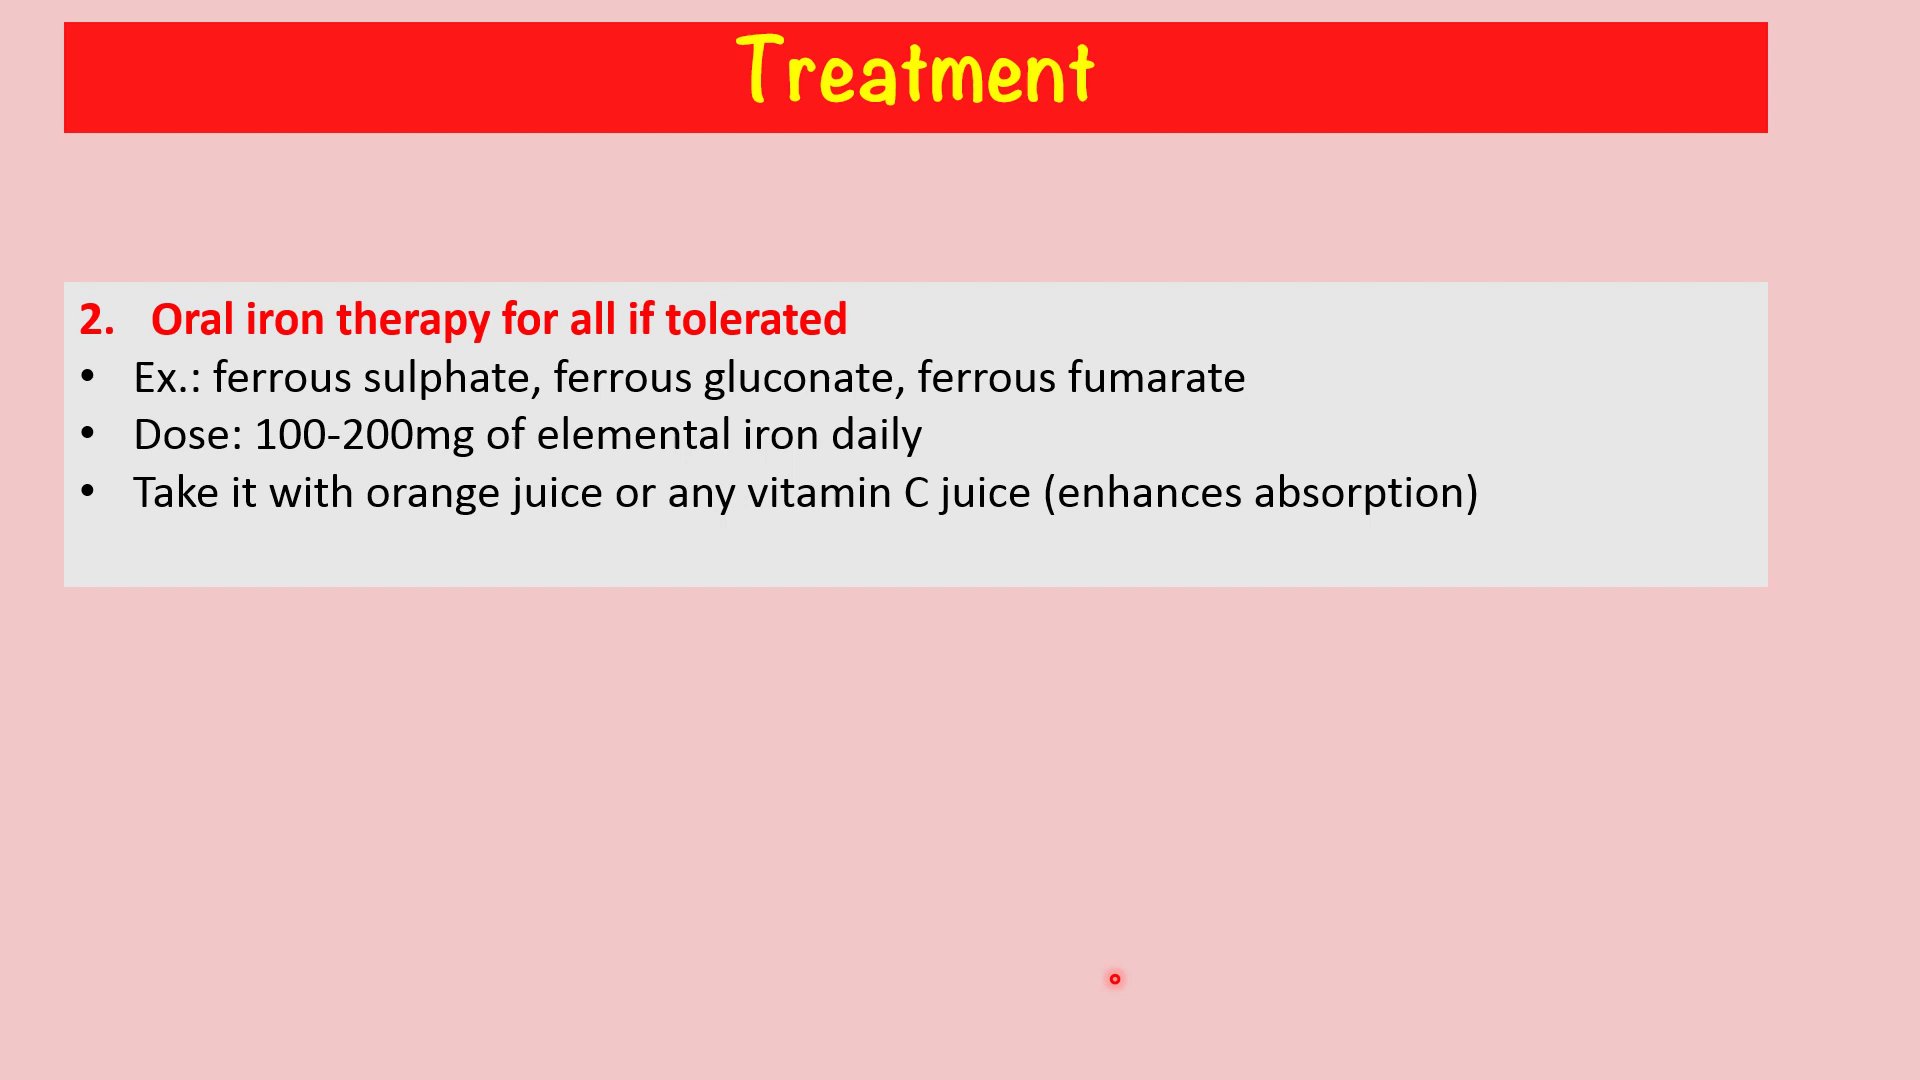 Treatment
2. Oral iron therapy for all if tolerated
• Ex.: ferrous sulphate, ferrous gluconate, ferrous fumarate
• Dose: 100-200mg of elemental iron daily
• Take it with orange juice or any vitamin C juice (enhances absorption)